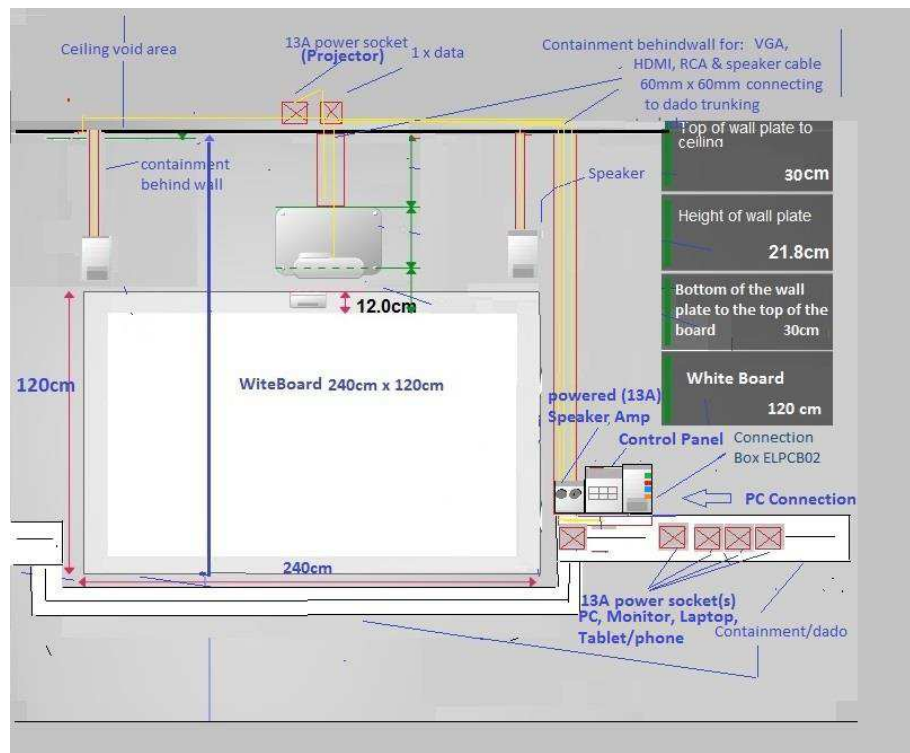 Ceiling void area
13A power socket
(Projector)
1 x data
Containment behindwall for: VGA,
HDMI, RCA & speaker cable
60mm x 60mm connecting
to dado trunking
Top of wall plate to
ceiling
30cm
containment
behind wall
Speaker
Height of wall plate
21.8cm
Bottom of the wall
plate to the top of the
board 30cm
12.0cm
120cm
WiteBoard 240cm x 120cm
White Board
120 cm
powered (13A)
Speaker Amp
Control Panel
Connection
Box ELPCB02
PC Connection
240cm
13A power socket(s)
PC, Monitor, Laptop,
Tablet/phone
Containment/dado